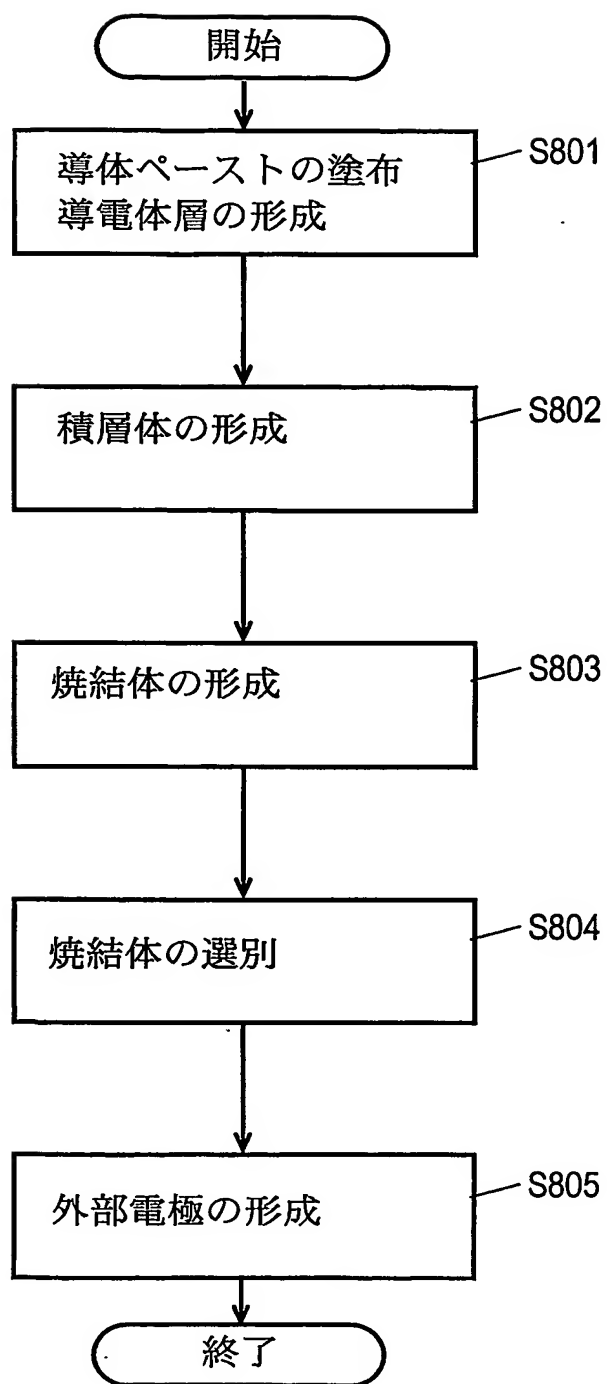 開始
導体ペーストの塗布
導電体層の形成
S801
積層体の形成
S802
焼結体の形成
S803
焼結体の選別
S804
外部電極の形成
S805
終了